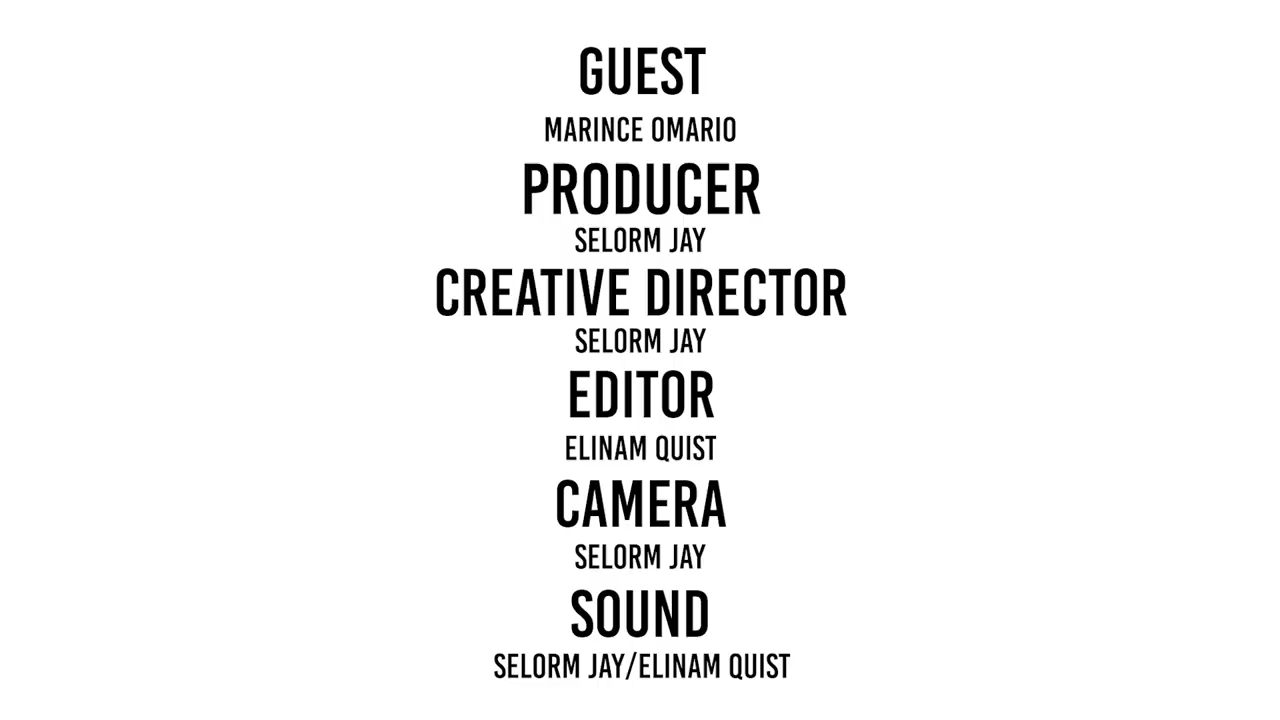 GUEST
MARINCE OMARIO
PRODUCER
SELORM JAY
CREATIVE DIRECTOR
SELORM JAY
EDITOR
ELINAM QUIST
CAMERA
SELORM JAY
SOUND
SELORM JAY/ELINAM QUIST